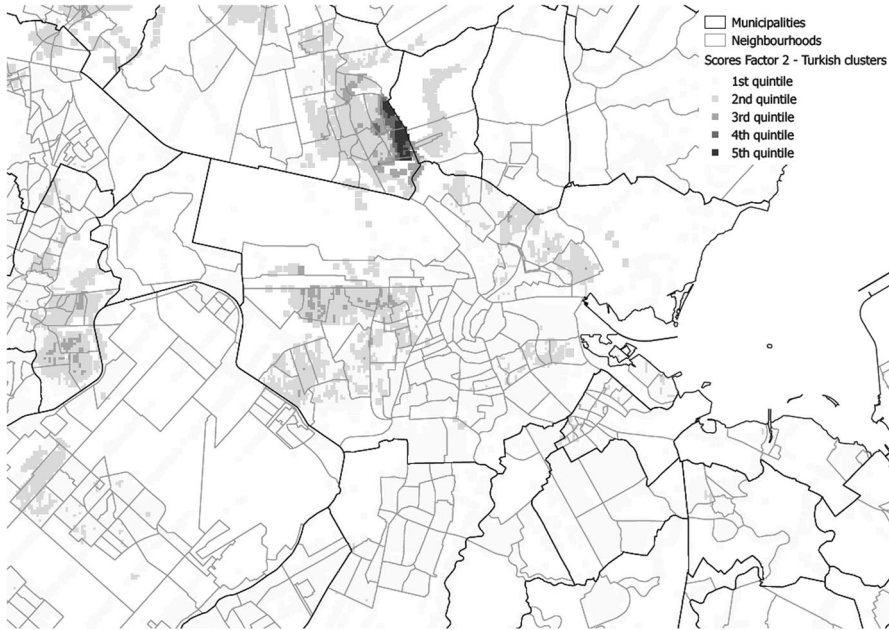 Municipalities
Neighbourhoods
Scores Factor 2 - Turkish clusters
1st quintile
2nd quintile
3rd quintile
4th quintile
5th quintile